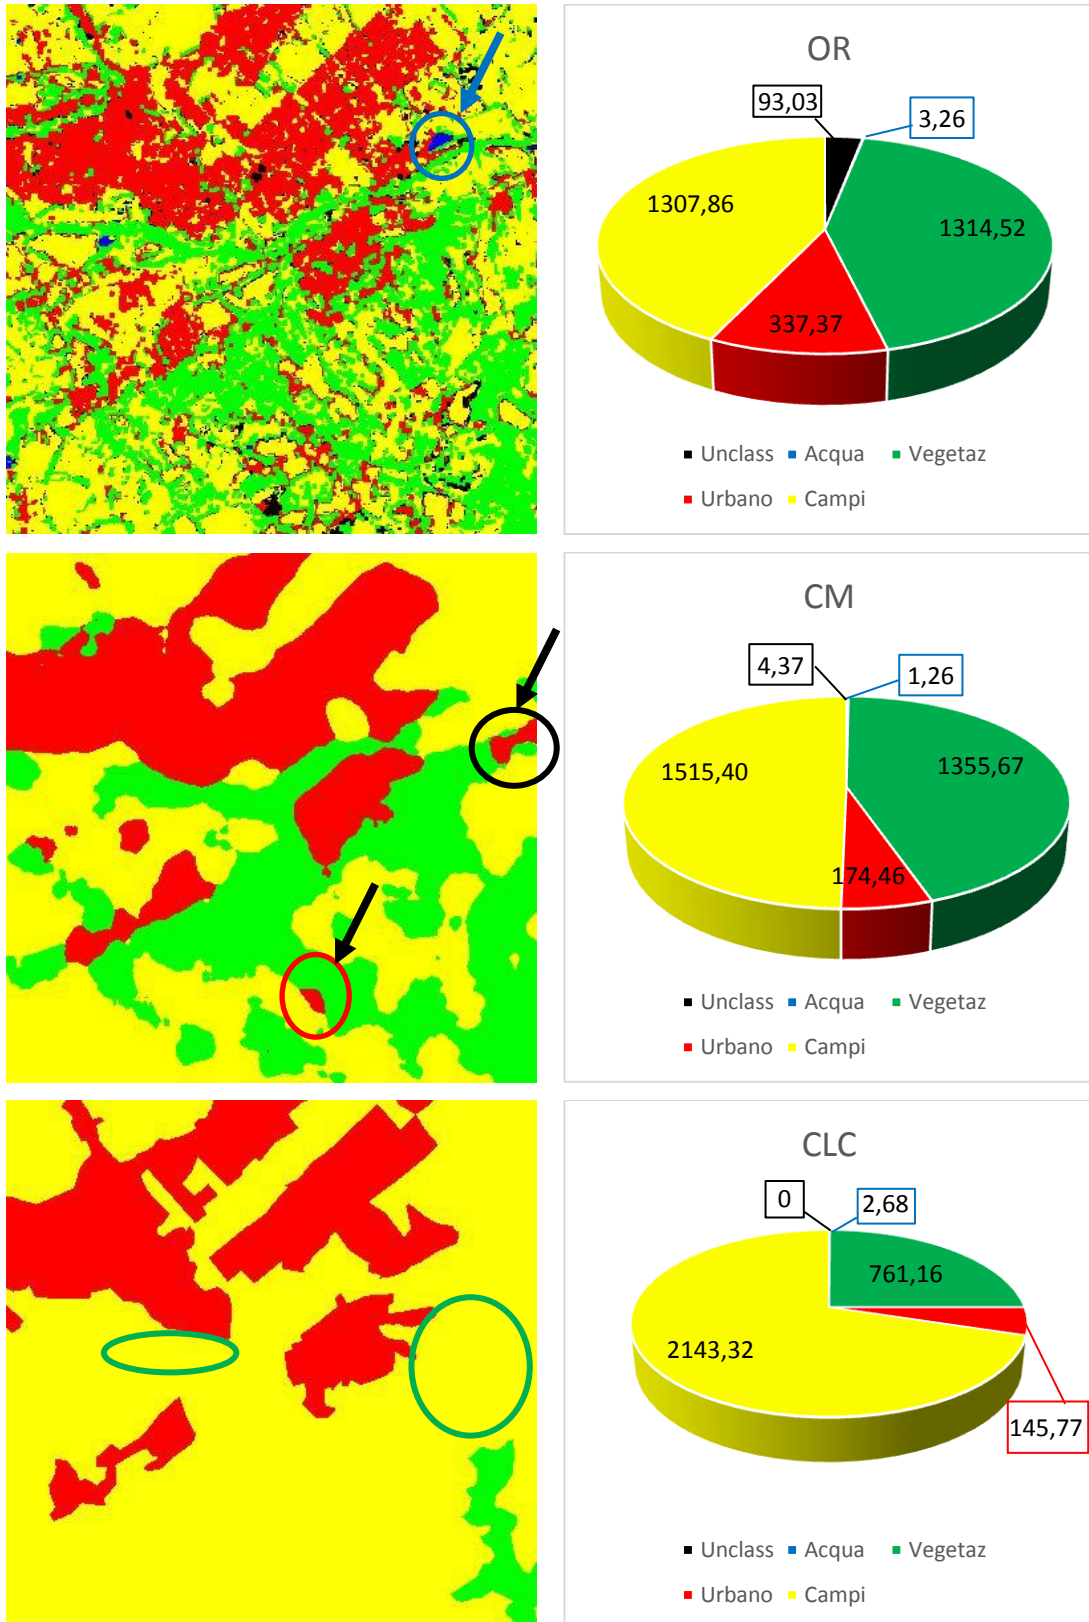 OR
93,03
3,26
1307,86
1314,52
337,37
Unclass Acqua Vegetaz
Urbano Campi
CM
4,37
1,26
1515,40
1355,67
174,46
Unclass Acqua Vegetaz
Urbano Campi
CLC
0
2,68
761,16
2143,32
145,77
Unclass Acqua Vegetaz
Urbano Campi